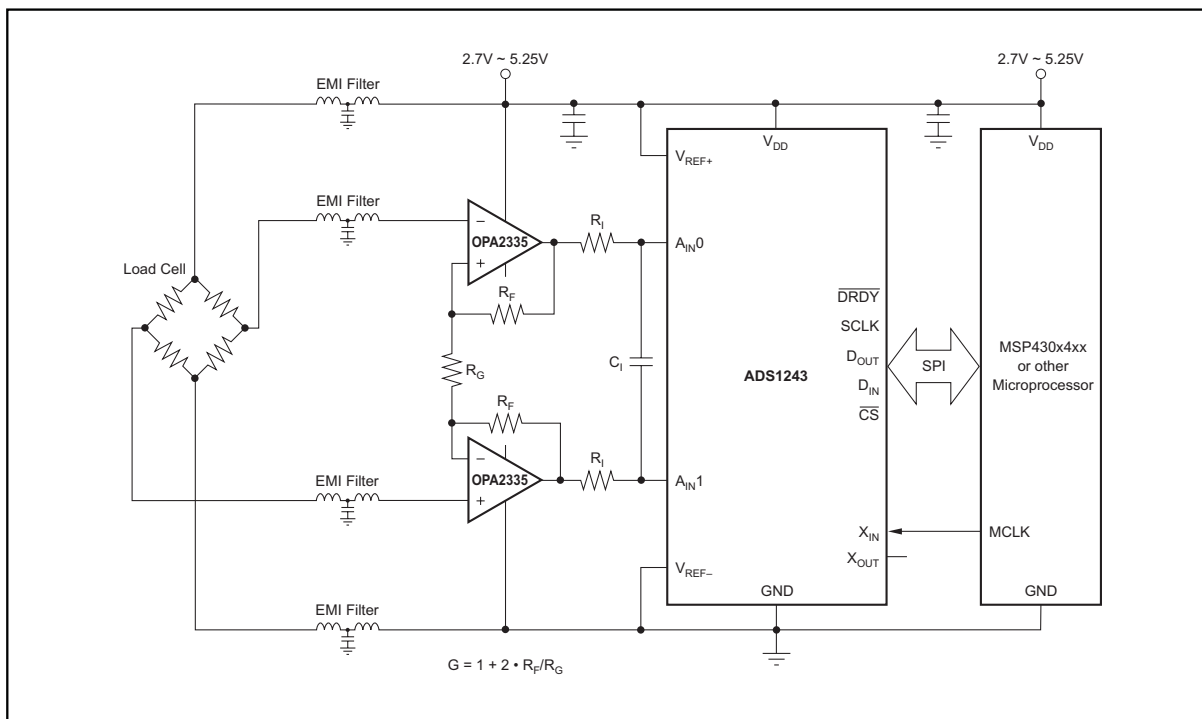 2.7V ~ 5.25V
2.7V ~ 5.25V
EMI Filter
VDD
VDD
VREF+
EMI Filter
–
OPA2335
+
RI
AIN0
Load Cell
RF
DRDY
SCLK
RG
CI
DOUT
ADS1243
SPI
MSP430x4xx
or other
Microprocessor
DIN
CS
RF
–
OPA2335
+
RI
AIN1
EMI Filter
XIN
MCLK
XOUT
VREF–
EMI Filter
GND
GND
G = 1 + 2 • RF/RG